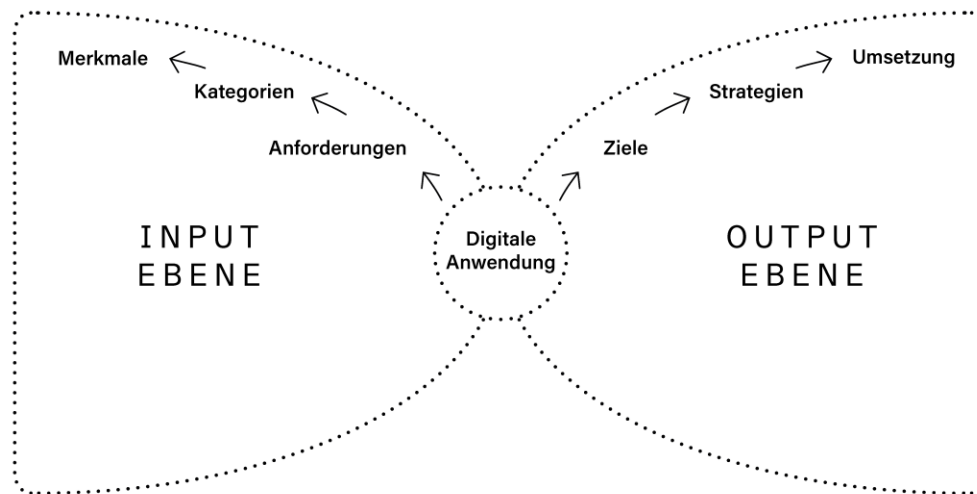 Merkmale
Kategorien
Anforderungen
Umsetzung
Strategien
Ziele
INPUT
EBENE
Digitale
Anwendung
OUTPUT
EBENE